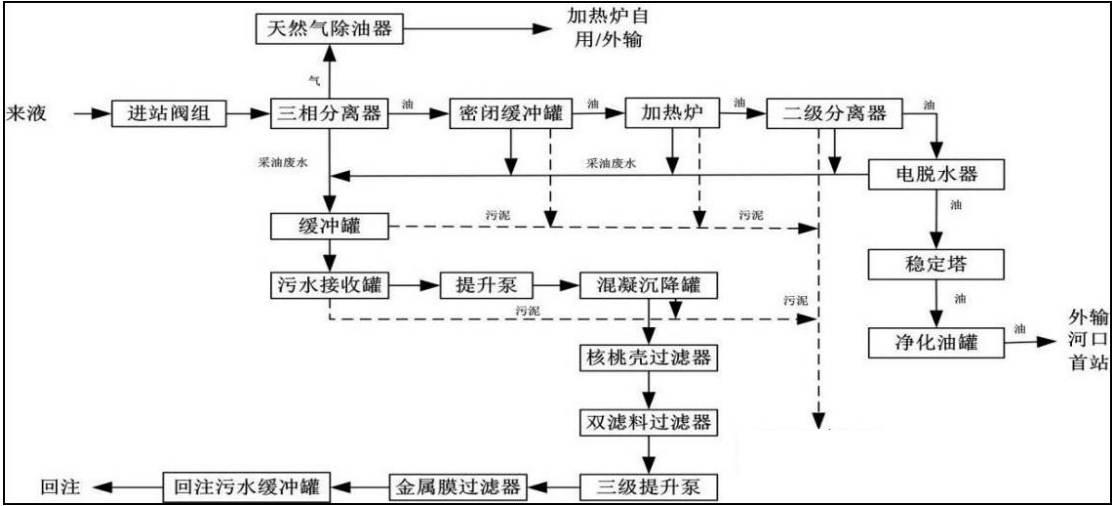 天然气除油器
加热炉自
用/外输
气
来液
进站阀组
三相分离器
油
密闭缓冲罐
油
加热炉
油
二级分离器
油
采油废水
采油废水
电脱水器
缓冲罐
污泥
污泥
油
稳定塔
污水接收罐
提升泵
混凝沉降罐
污泥
污泥
油
净化油罐
油
外输
河口
首站
核桃壳过滤器
双滤料过滤器
回注
回注污水缓冲罐
金属膜过滤器
三级提升泵